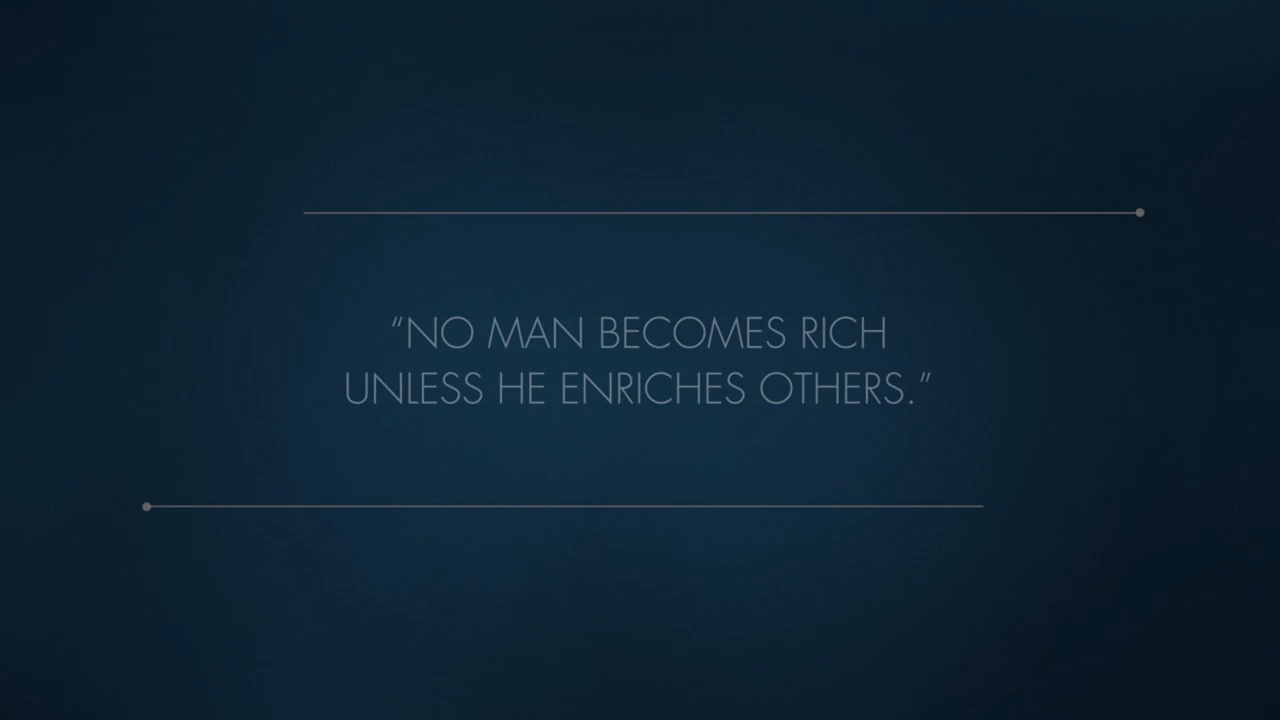 “NO MAN BECOMES RICH
UNLESS HE ENRICHES OTHERS.”